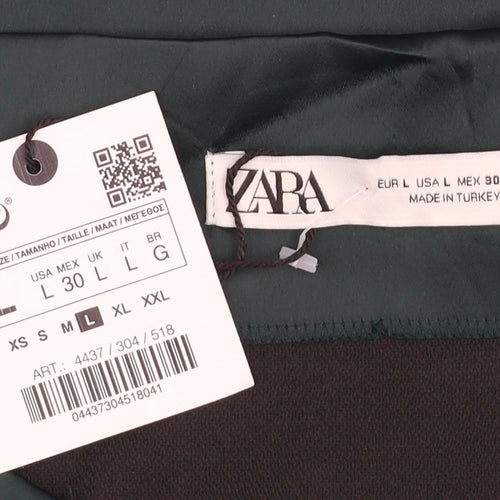 ®
ZE / TAMANHO / TAILLE / MAAT / ΜΕΓΕΘΟΣ
USA MEX UK IT BR
L 30 L L G
XS S M L XL XXL
ART.: 4437 / 304 / 518
04437304518041
ZARA
EUR L USA L MEX 30
MADE IN TURKEY